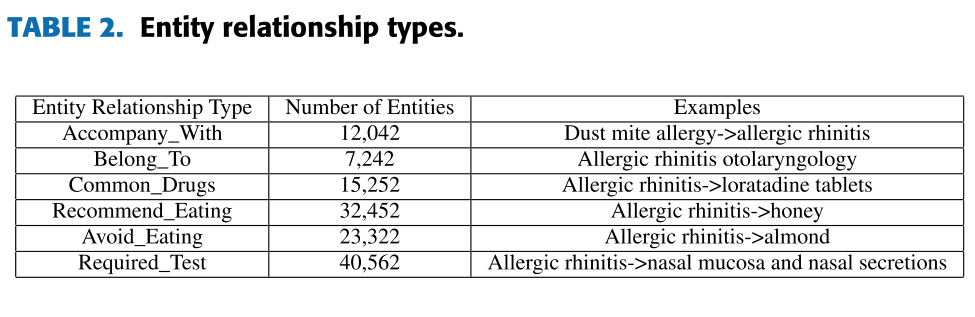 TABLE 2. Entity relationship types.
Entity Relationship Type Number of Entities Examples
Accompany_With 12,042 Dust mite allergy->allergic rhinitis
Belong_To 7,242 Allergic rhinitis otolaryngology
Common_Drugs 15,252 Allergic rhinitis->loratadine tablets
Recommend_Eating 32,452 Allergic rhinitis->honey
Avoid_Eating 23,322 Allergic rhinitis->almond
Required_Test 40,562 Allergic rhinitis->nasal mucosa and nasal secretions